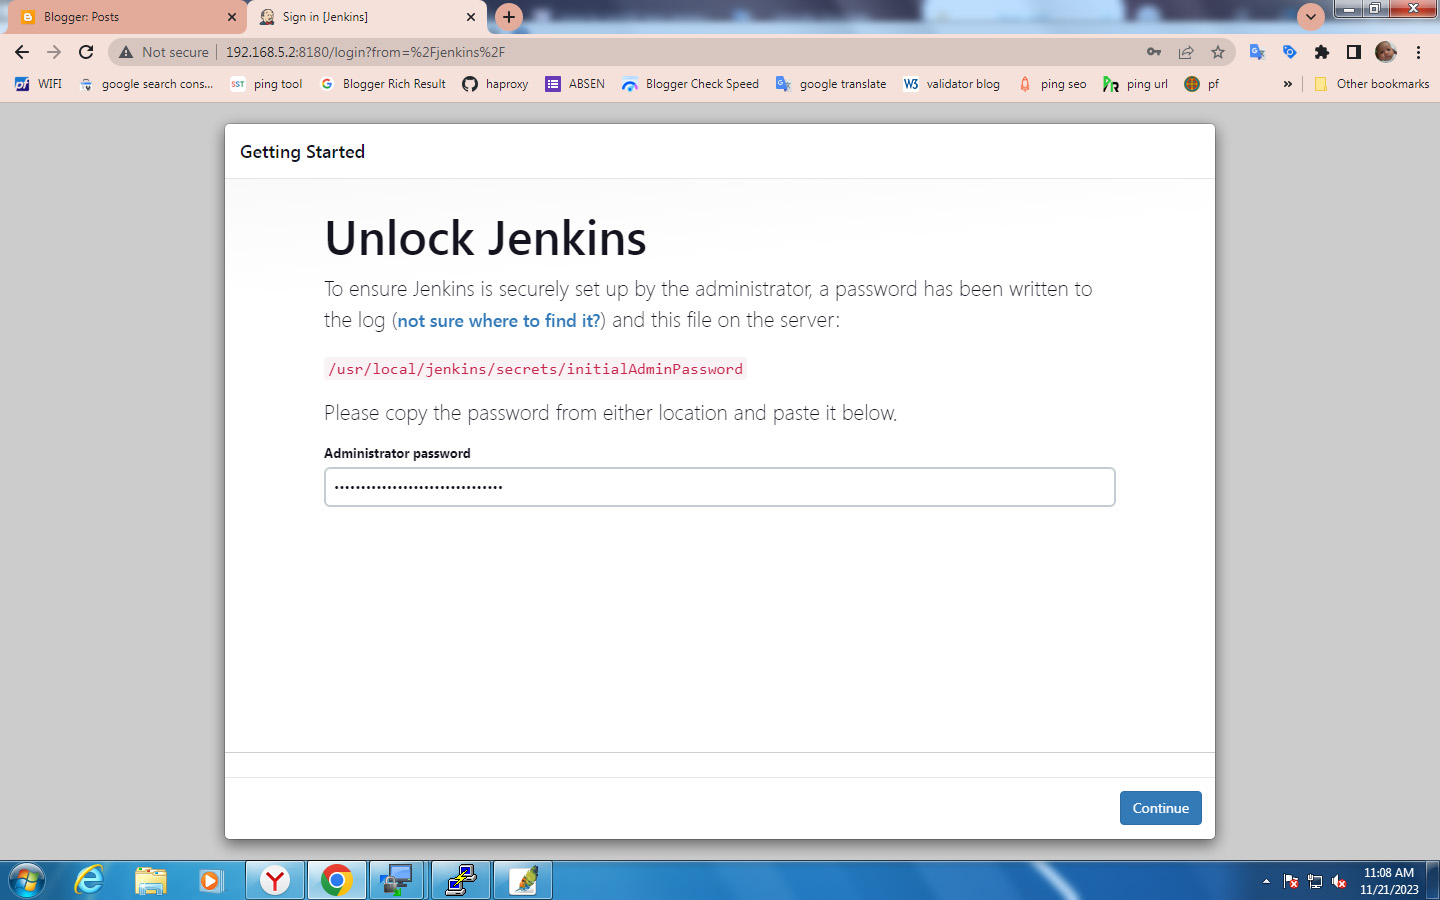 Blogger: Posts
Sign in [Jenkins]
Not secure
192.168.5.2:8180/login?from=%2Fjenkins%2F
pf WIFI
google search cons...
SST ping tool
G Blogger Rich Result
haproxy
ABSEN
Blogger Check Speed
google translate
W3 validator blog
ping seo
ping url
pf
»
Other bookmarks
Getting Started
Unlock Jenkins
To ensure Jenkins is securely set up by the administrator, a password has been written to
the log (not sure where to find it?) and this file on the server:
/usr/local/jenkins/secrets/initialAdminPassword
Please copy the password from either location and paste it below.
Administrator password
Continue
11:08 AM
11/21/2023